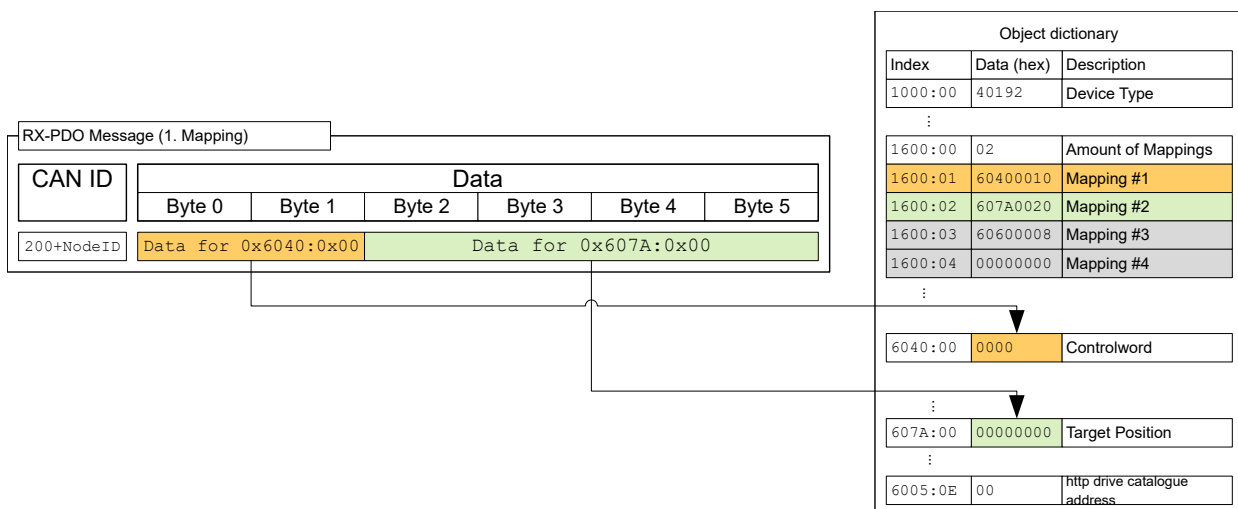 Object dictionary
Index Data (hex) Description
1000:00 40192 Device Type
⋮
RX-PDO Message (1. Mapping)
1600:00 02 Amount of Mappings
CAN ID Data
1600:01 60400010 Mapping #1
Byte 0 Byte 1 Byte 2 Byte 3 Byte 4 Byte 5
1600:02 607A0020 Mapping #2
200+NodeID Data for 0x6040:0x00 Data for 0x607A:0x00
1600:03 60600008 Mapping #3
1600:04 00000000 Mapping #4
⋮
6040:00 0000 Controlword
⋮
607A:00 00000000 Target Position
⋮
6005:0E 00 http drive catalogue
address